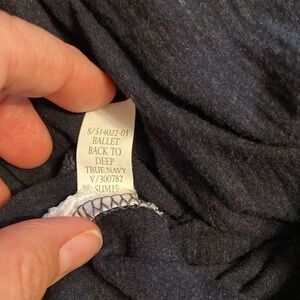 S/514022-03
BALLET
BACK TO
DEEP
TRUE NAVY
V/300782
SUM15